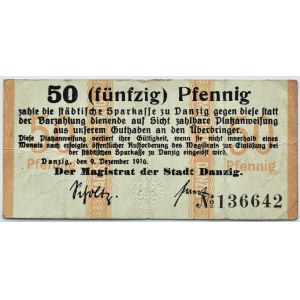 50 (fünfzig) Pfennig
zahle die städtische Sparkasse zu Danzig gegen diese statt
der Barzahlung dienende auf Sicht zahlbare Platzanweisung
aus unserem Guthaben an den Überbringer.
Diese Platzanweisung verliert ihre Gültigkeit, wenn sie nicht innerhalb eines
Monats nach erfolgter öffentlicher Aufforderung des Magistrats zur Einlösung bei
der städtischen Sparkasse zu Danzig eingelöst wird.
Danzig, den 9. Dezember 1916.
Der Magistrat der Stadt Danzig.
Scholtz.
Pfennig
Pfennig
№ 136642